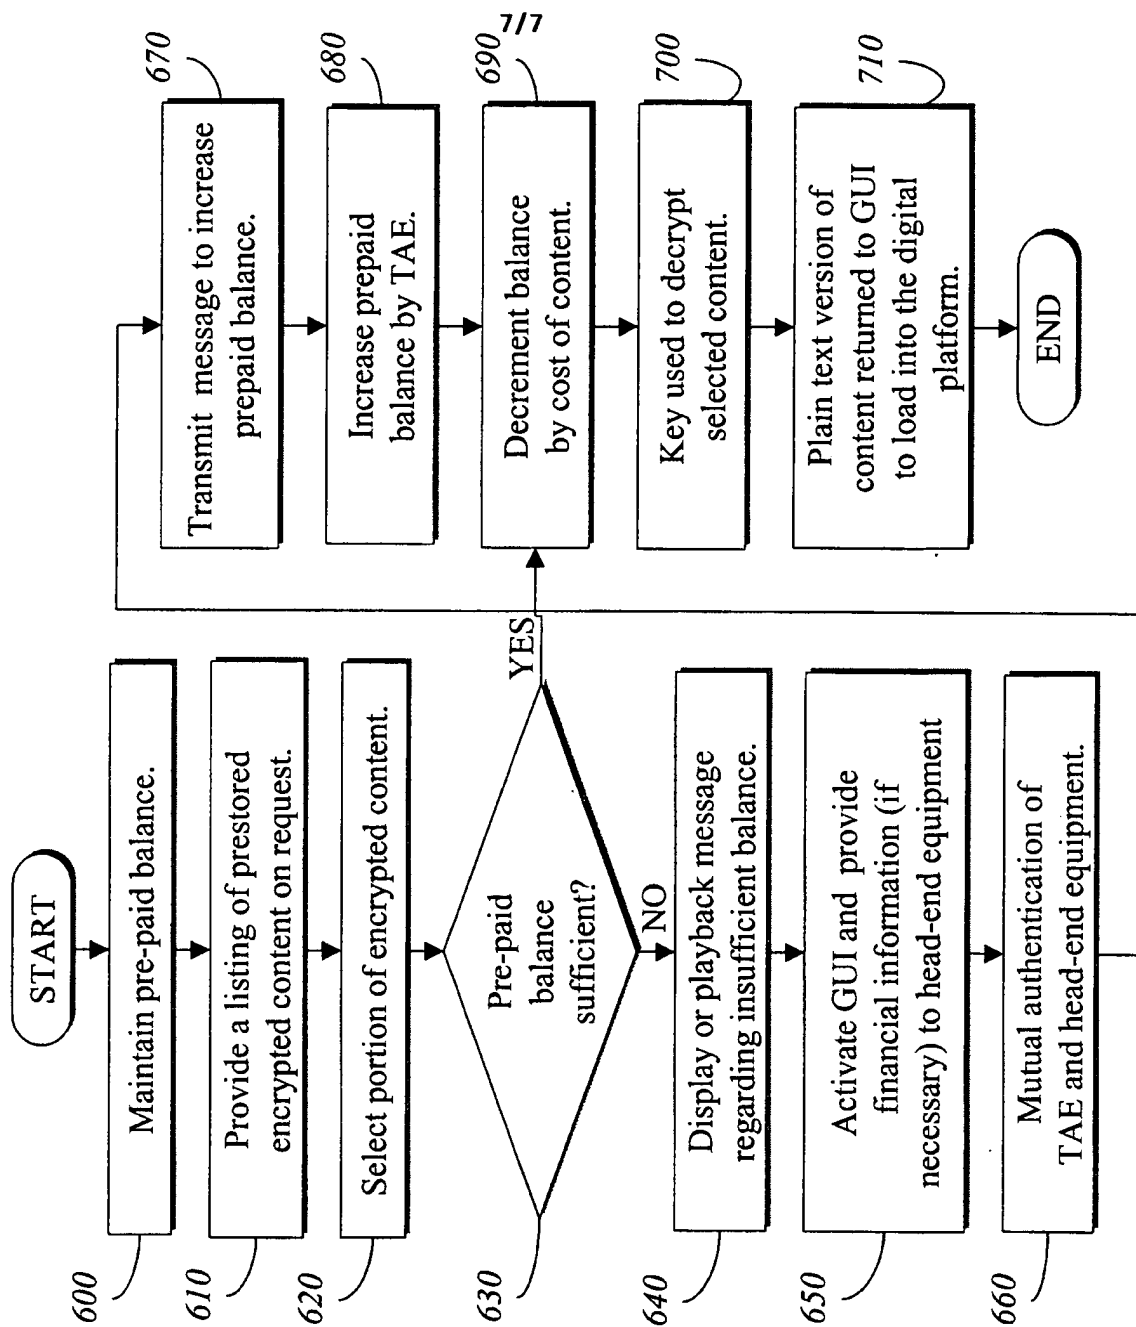 7/7
START
600
Maintain pre-paid balance.
610
Provide a listing of prestored
encrypted content on request.
620
Select portion of encrypted content.
630
Pre-paid
balance
sufficient?
YES
NO
640
Display or playback message
regarding insufficient balance.
650
Activate GUI and provide
financial information (if
necessary) to head-end equipment
660
Mutual authentication of
TAE and head-end equipment.
670
Transmit message to increase
prepaid balance.
680
Increase prepaid
balance by TAE.
690
Decrement balance
by cost of content.
700
Key used to decrypt
selected content.
710
Plain text version of
content returned to GUI
to load into the digital
platform.
END